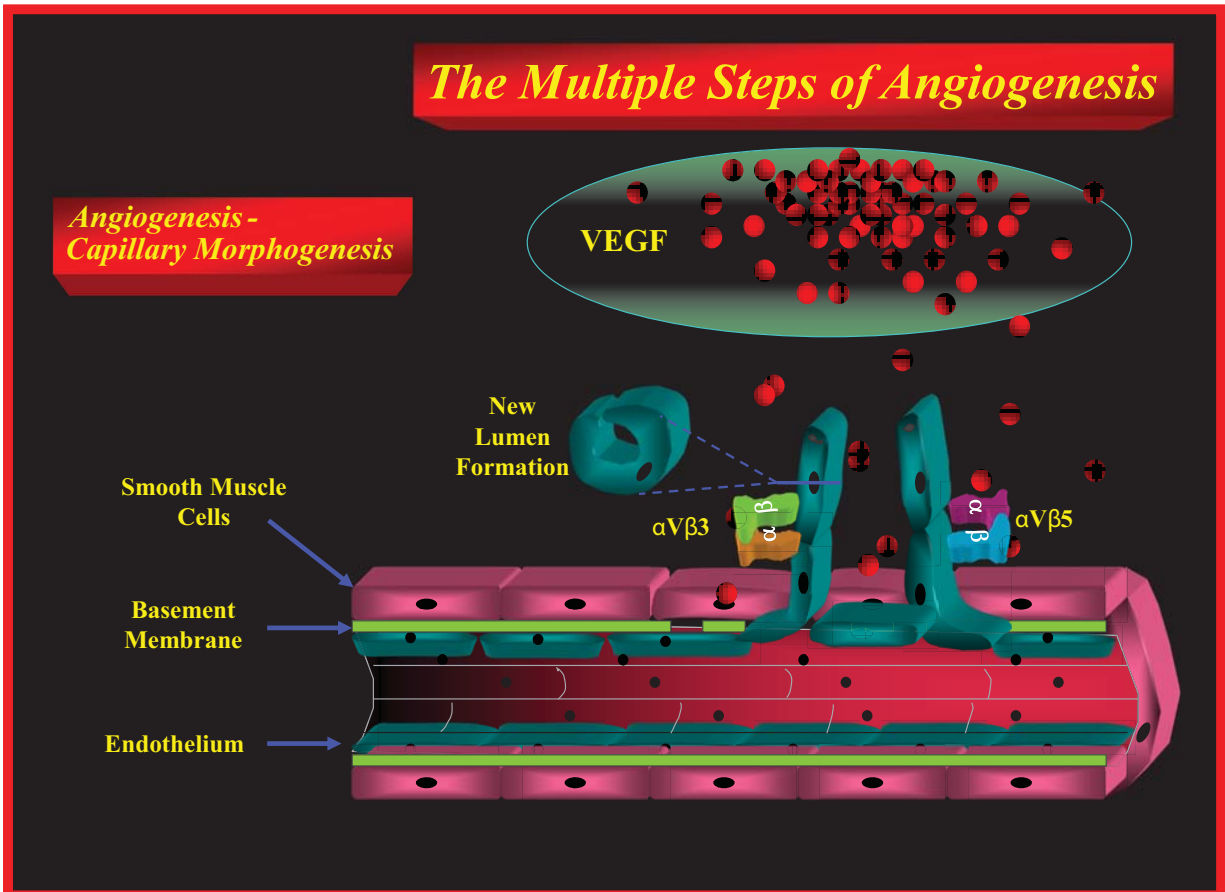 The Multiple Steps of Angiogenesis
Angiogenesis -
Capillary Morphogenesis
VEGF
New
Lumen
Formation
Smooth Muscle
Cells
αVβ3
β
α
α
β
αVβ5
Basement
Membrane
Endothelium